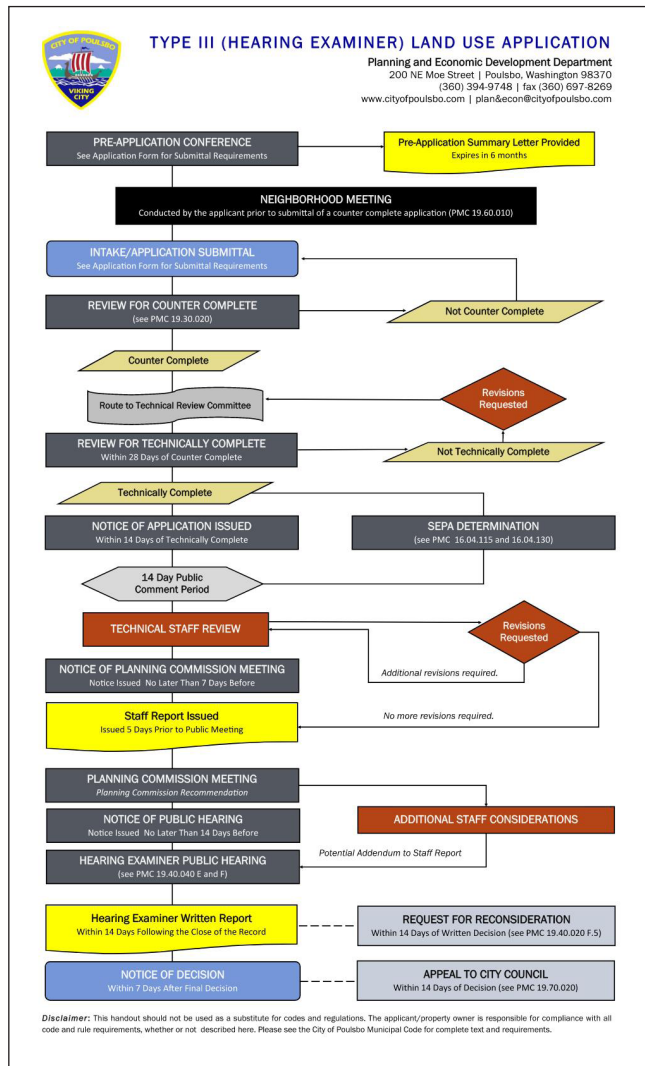 CITY OF POULSBO
VIKING
CITY
TYPE III (HEARING EXAMINER) LAND USE APPLICATION
Planning and Economic Development Department
200 NE Moe Street | Poulsbo, Washington 98370
(360) 394-9748 | fax (360) 697-8269
www.cityofpoulsbo.com | plan&econ@cityofpoulsbo.com
PRE-APPLICATION CONFERENCE
See Application Form for Submittal Requirements
Pre-Application Summary Letter Provided
Expires in 6 months
NEIGHBORHOOD MEETING
Conducted by the applicant prior to submittal of a counter complete application (PMC 19.60.010)
INTAKE/APPLICATION SUBMITTAL
See Application Form for Submittal Requirements
REVIEW FOR COUNTER COMPLETE
(see PMC 19.30.020)
Not Counter Complete
Counter Complete
Route to Technical Review Committee
Revisions
Requested
REVIEW FOR TECHNICALLY COMPLETE
Within 28 Days of Counter Complete
Not Technically Complete
Technically Complete
NOTICE OF APPLICATION ISSUED
Within 14 Days of Technically Complete
SEPA DETERMINATION
(see PMC 16.04.115 and 16.04.130)
14 Day Public
Comment Period
TECHNICAL STAFF REVIEW
Revisions
Requested
NOTICE OF PLANNING COMMISSION MEETING
Notice Issued No Later Than 7 Days Before
Additional revisions required.
Staff Report Issued
Issued 5 Days Prior to Public Meeting
No more revisions required.
PLANNING COMMISSION MEETING
Planning Commission Recommendation
NOTICE OF PUBLIC HEARING
Notice Issued No Later Than 14 Days Before
ADDITIONAL STAFF CONSIDERATIONS
HEARING EXAMINER PUBLIC HEARING
(see PMC 19.40.040 E and F)
Potential Addendum to Staff Report
Hearing Examiner Written Report
Within 14 Days Following the Close of the Record
REQUEST FOR RECONSIDERATION
Within 14 Days of Written Decision (see PMC 19.40.020 F.5)
NOTICE OF DECISION
Within 7 Days After Final Decision
APPEAL TO CITY COUNCIL
Within 14 Days of Decision (see PMC 19.70.020)
Disclaimer: This handout should not be used as a substitute for codes and regulations. The applicant/property owner is responsible for compliance with all
code and rule requirements, whether or not described here. Please see the City of Poulsbo Municipal Code for complete text and requirements.